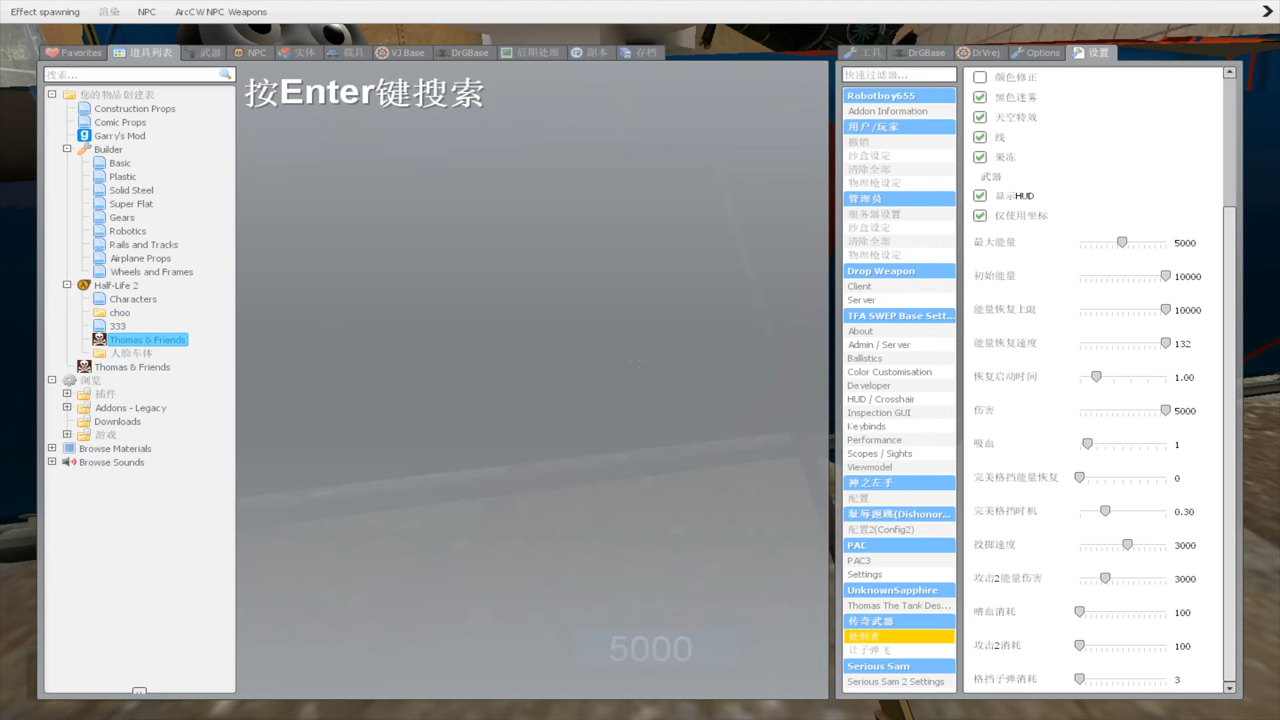 Effect spawning 渲染 NPC ArcCW NPC Weapons
Favorites 道具列表 武器 NPC 实体 载具 VJ Base DrGBase 后期处理 副本 存档
工具 DrGBase DrVrej Options 设置
搜索...
按Enter键搜索
您的物品创建表
Construction Props
Comic Props
Garry's Mod
Builder
Basic
Plastic
Solid Steel
Super Flat
Gears
Robotics
Rails and Tracks
Airplane Props
Wheels and Frames
Half-Life 2
Characters
choo
333
Thomas & Friends
人脸车体
Thomas & Friends
浏览
插件
Addons - Legacy
Downloads
游戏
Browse Materials
Browse Sounds
5000
快速过滤器...
Robotboy655
Addon Information
用户/玩家
撤销
沙盒设定
清除全部
物理枪设定
管理员
服务器设置
沙盒设定
清除全部
物理枪设定
Drop Weapon
Client
Server
TFA SWEP Base Sett...
About
Admin / Server
Ballistics
Color Customisation
Developer
HUD / Crosshair
Inspection GUI
Keybinds
Performance
Scopes / Sights
Viewmodel
神之左手
配置
耻辱跑跳(Dishonor...
配置2(Config2)
PAC
PAC3
Settings
UnknownSapphire
Thomas The Tank Des...
传奇武器
处刑者
让子弹飞
Serious Sam
Serious Sam 2 Settings
颜色修正
黑色迷雾
天空特效
线
果冻
武器
显示HUD
仅使用坐标
最大能量 5000
初始能量 10000
能量恢复上限 10000
能量恢复速度 132
恢复启动时间 1.00
伤害 5000
吸血 1
完美格挡能量恢复 0
完美格挡时机 0.30
投掷速度 3000
攻击2能量伤害 3000
嗜血消耗 100
攻击2消耗 100
格挡子弹消耗 3